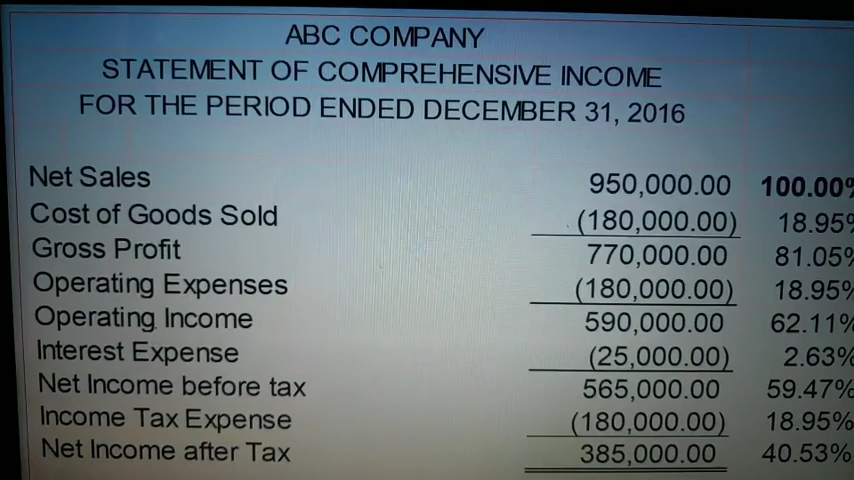 ABC COMPANY
STATEMENT OF COMPREHENSIVE INCOME
FOR THE PERIOD ENDED DECEMBER 31, 2016
Net Sales 950,000.00 100.00%
Cost of Goods Sold (180,000.00) 18.95%
Gross Profit 770,000.00 81.05%
Operating Expenses (180,000.00) 18.95%
Operating Income 590,000.00 62.11%
Interest Expense (25,000.00) 2.63%
Net Income before tax 565,000.00 59.47%
Income Tax Expense (180,000.00) 18.95%
Net Income after Tax 385,000.00 40.53%